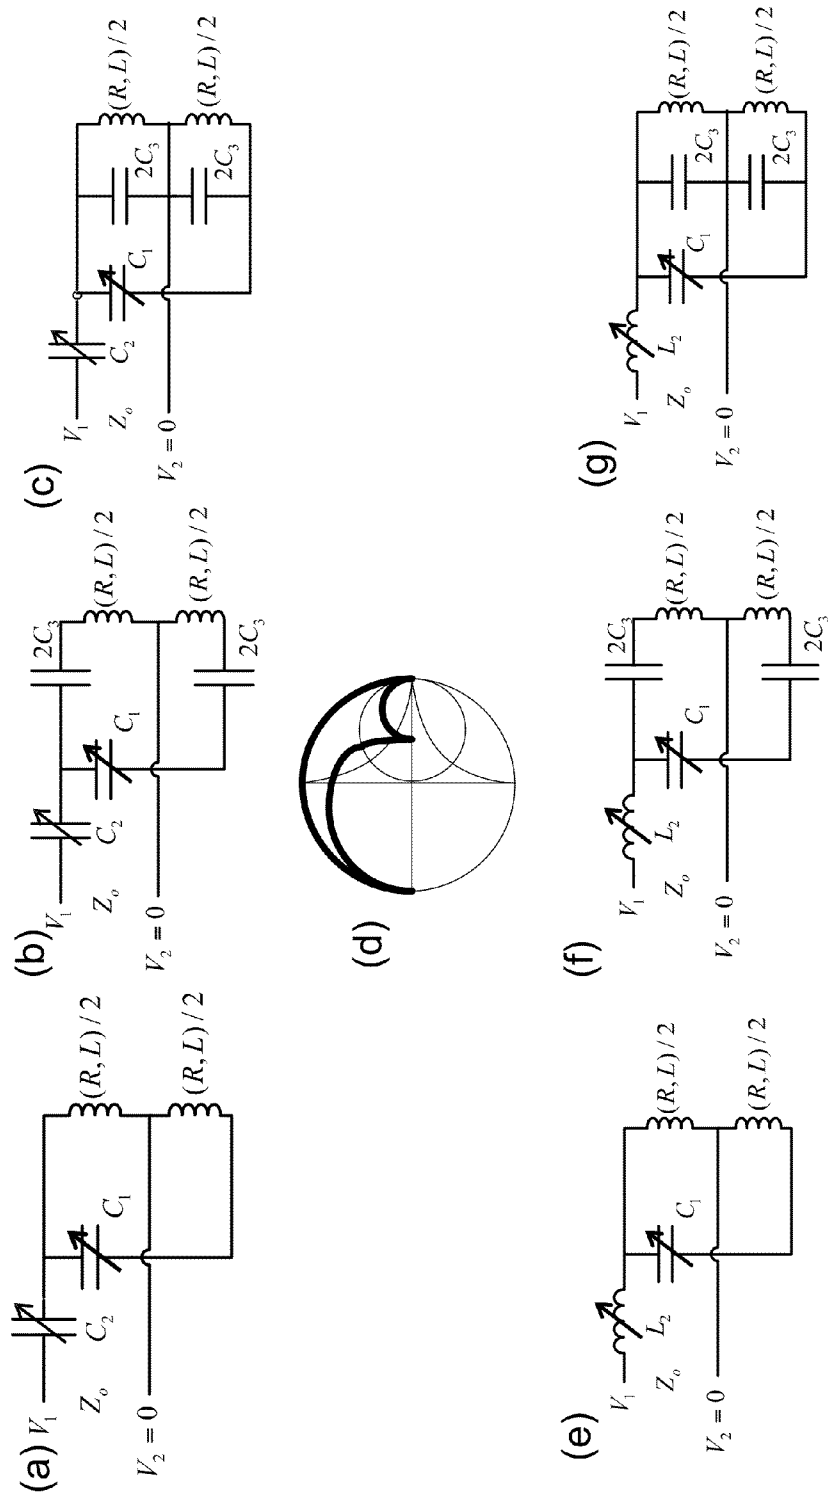 (a)
V₁
C₂
C₁
(R,L)/2
(R,L)/2
Zₒ
V₂ = 0
(b)
V₁
C₂
2C₃
C₁
(R,L)/2
(R,L)/2
2C₃
Zₒ
V₂ = 0
(c)
V₁
C₂
C₁
2C₃
2C₃
(R,L)/2
(R,L)/2
Zₒ
V₂ = 0
(d)
(e)
V₁
L₂
C₁
(R,L)/2
(R,L)/2
Zₒ
V₂ = 0
(f)
V₁
L₂
2C₃
C₁
(R,L)/2
(R,L)/2
2C₃
Zₒ
V₂ = 0
(g)
V₁
L₂
C₁
2C₃
2C₃
(R,L)/2
(R,L)/2
Zₒ
V₂ = 0